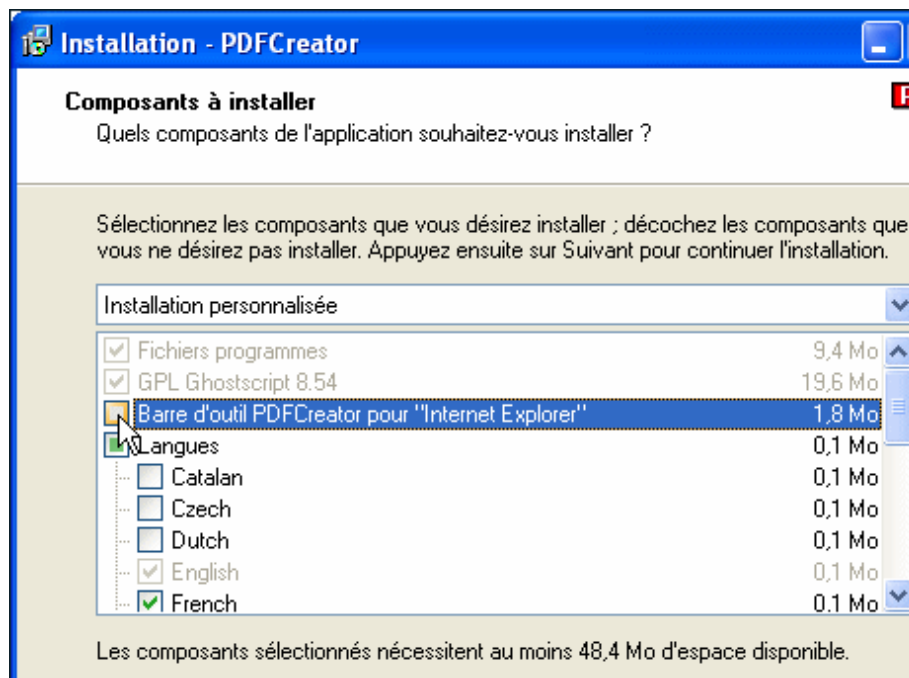 Installation - PDFCreator
Composants à installer
Quels composants de l'application souhaitez-vous installer ?
Sélectionnez les composants que vous désirez installer ; décochez les composants que
vous ne désirez pas installer. Appuyez ensuite sur Suivant pour continuer l'installation.
Installation personnalisée
Fichiers programmes 9,4 Mo
GPL Ghostscript 8.54 19,6 Mo
Barre d'outil PDFCreator pour "Internet Explorer" 1,8 Mo
Langues 0,1 Mo
Catalan 0,1 Mo
Czech 0,1 Mo
Dutch 0,1 Mo
English 0,1 Mo
French 0,1 Mo
Les composants sélectionnés nécessitent au moins 48,4 Mo d'espace disponible.